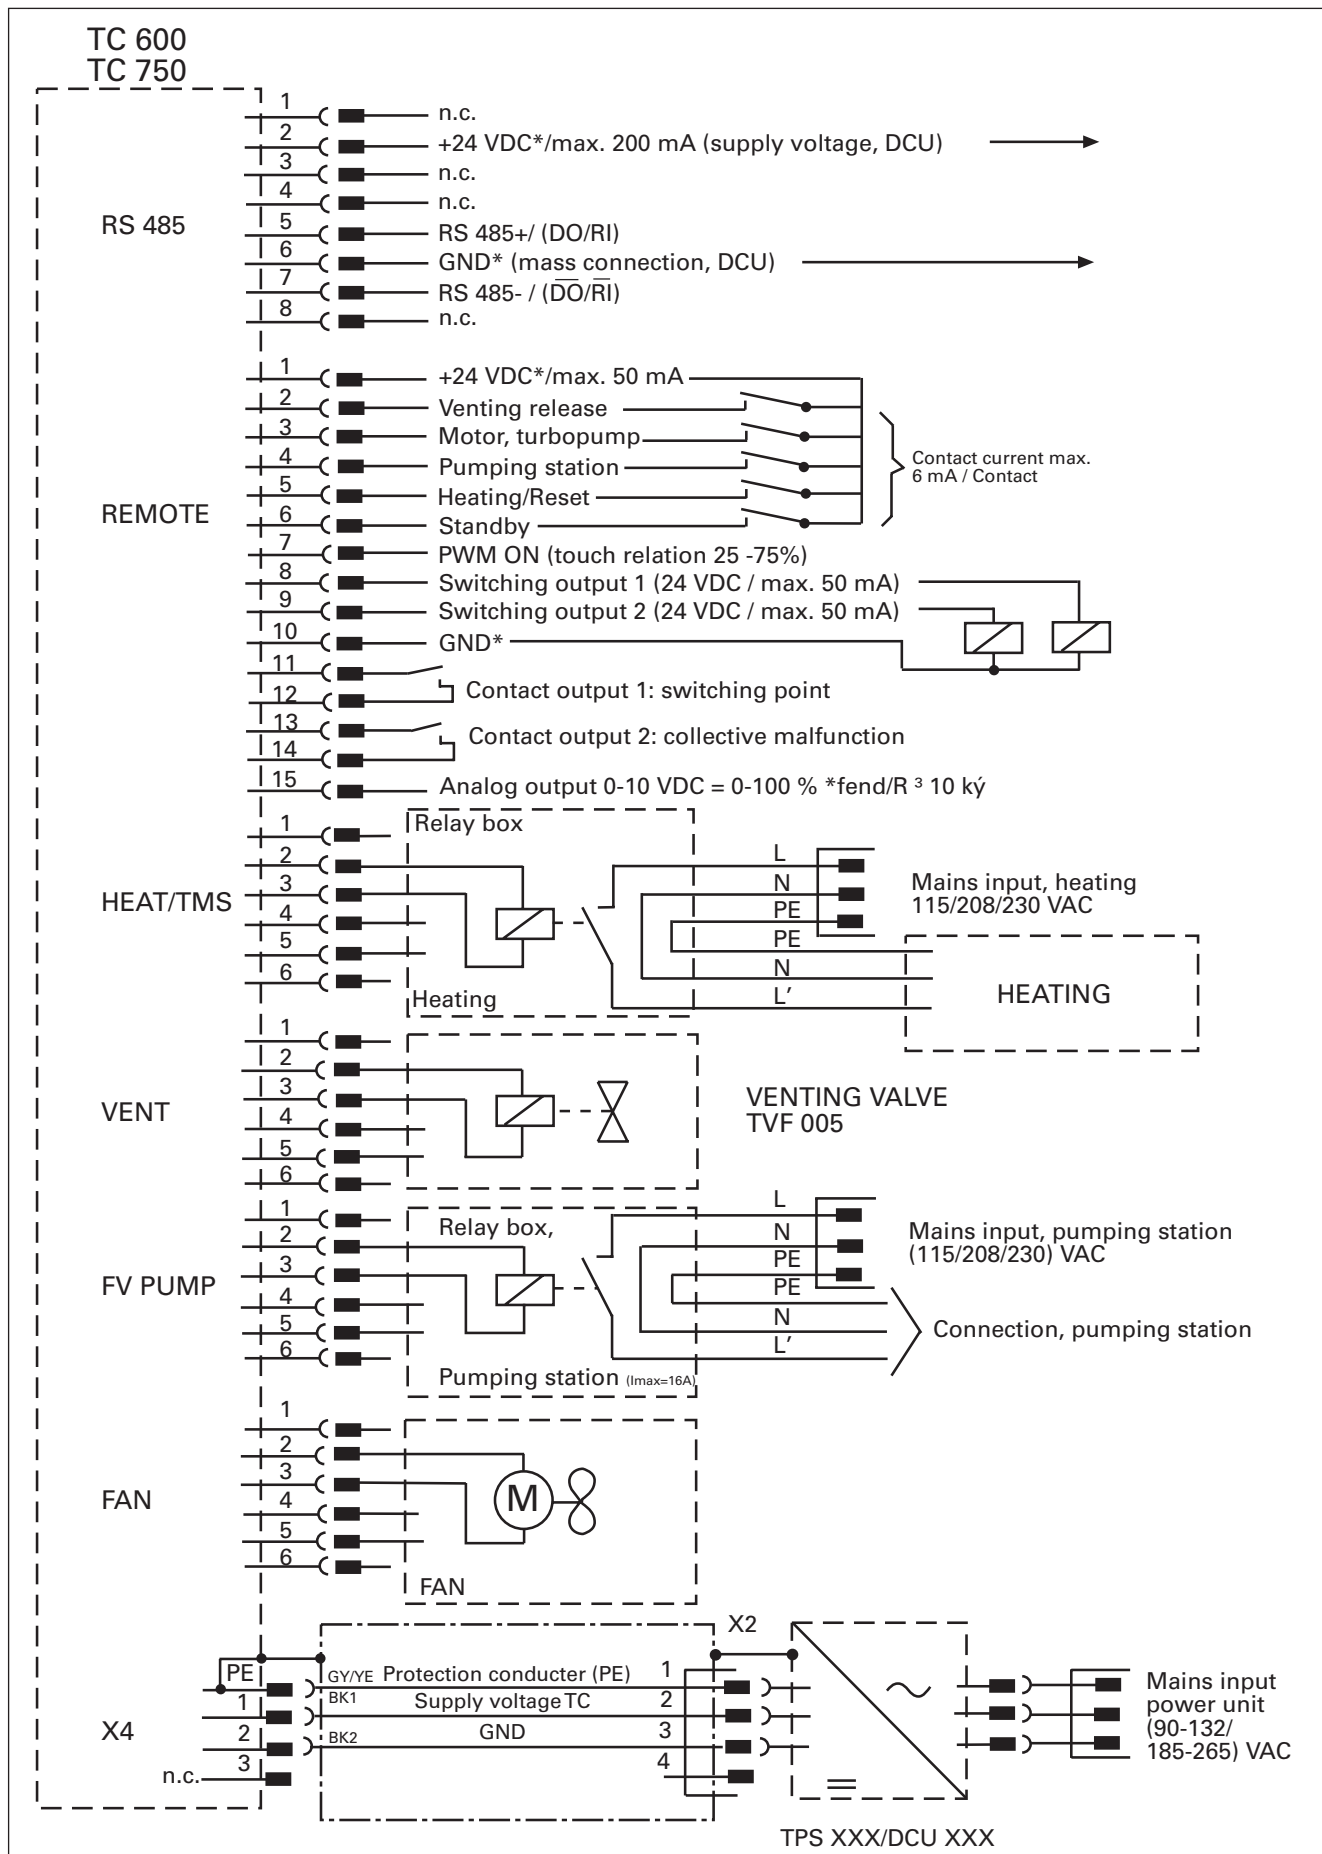 TC 600
TC 750
RS 485
1 n.c.
2 +24 VDC*/max. 200 mA (supply voltage, DCU)
3 n.c.
4 n.c.
5 RS 485+/ (DO/RI)
6 GND* (mass connection, DCU)
7 RS 485- / (D̅O̅/R̅I̅)
8 n.c.
REMOTE
1 +24 VDC*/max. 50 mA
2 Venting release
3 Motor, turbopump
4 Pumping station
5 Heating/Reset
6 Standby
Contact current max.
6 mA / Contact
7 PWM ON (touch relation 25 -75%)
8 Switching output 1 (24 VDC / max. 50 mA)
9 Switching output 2 (24 VDC / max. 50 mA)
10 GND*
11
12
Contact output 1: switching point
13
14
Contact output 2: collective malfunction
15 Analog output 0-10 VDC = 0-100 % *fend/R ³ 10 ký
HEAT/TMS
1
2
3
4
5
6
Relay box
Heating
L
N
PE
PE
N
L’
Mains input, heating
115/208/230 VAC
HEATING
VENT
1
2
3
4
5
6
VENTING VALVE
TVF 005
FV PUMP
1
2
3
4
5
6
Relay box,
Pumping station (Imax=16A)
L
N
PE
PE
N
L’
Mains input, pumping station
(115/208/230) VAC
Connection, pumping station
FAN
1
2
3
4
5
6
M
FAN
X4
PE
1
2
3
n.c.
GY/YE Protection conducter (PE)
BK1 Supply voltage TC
BK2 GND
X2
1
2
3
4
TPS XXX/DCU XXX
Mains input
power unit
(90-132/
185-265) VAC